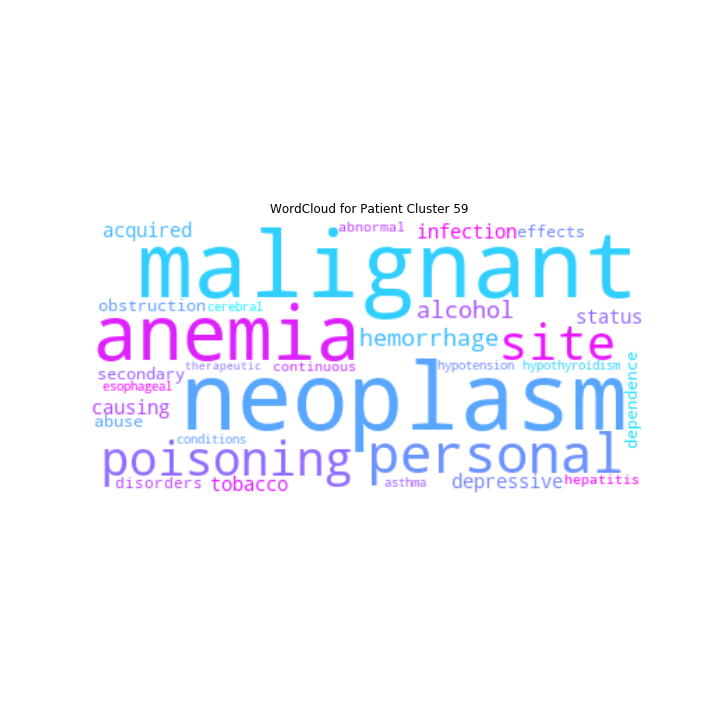 WordCloud for Patient Cluster 59
acquired
abnormal
infection
effects
malignant
obstruction
cerebral
alcohol
status
anemia
hemorrhage
site
secondary
therapeutic
continuous
hypotension
hypothyroidism
esophageal
neoplasm
dependence
causing
abuse
conditions
poisoning
personal
disorders
tobacco
asthma
depressive
hepatitis